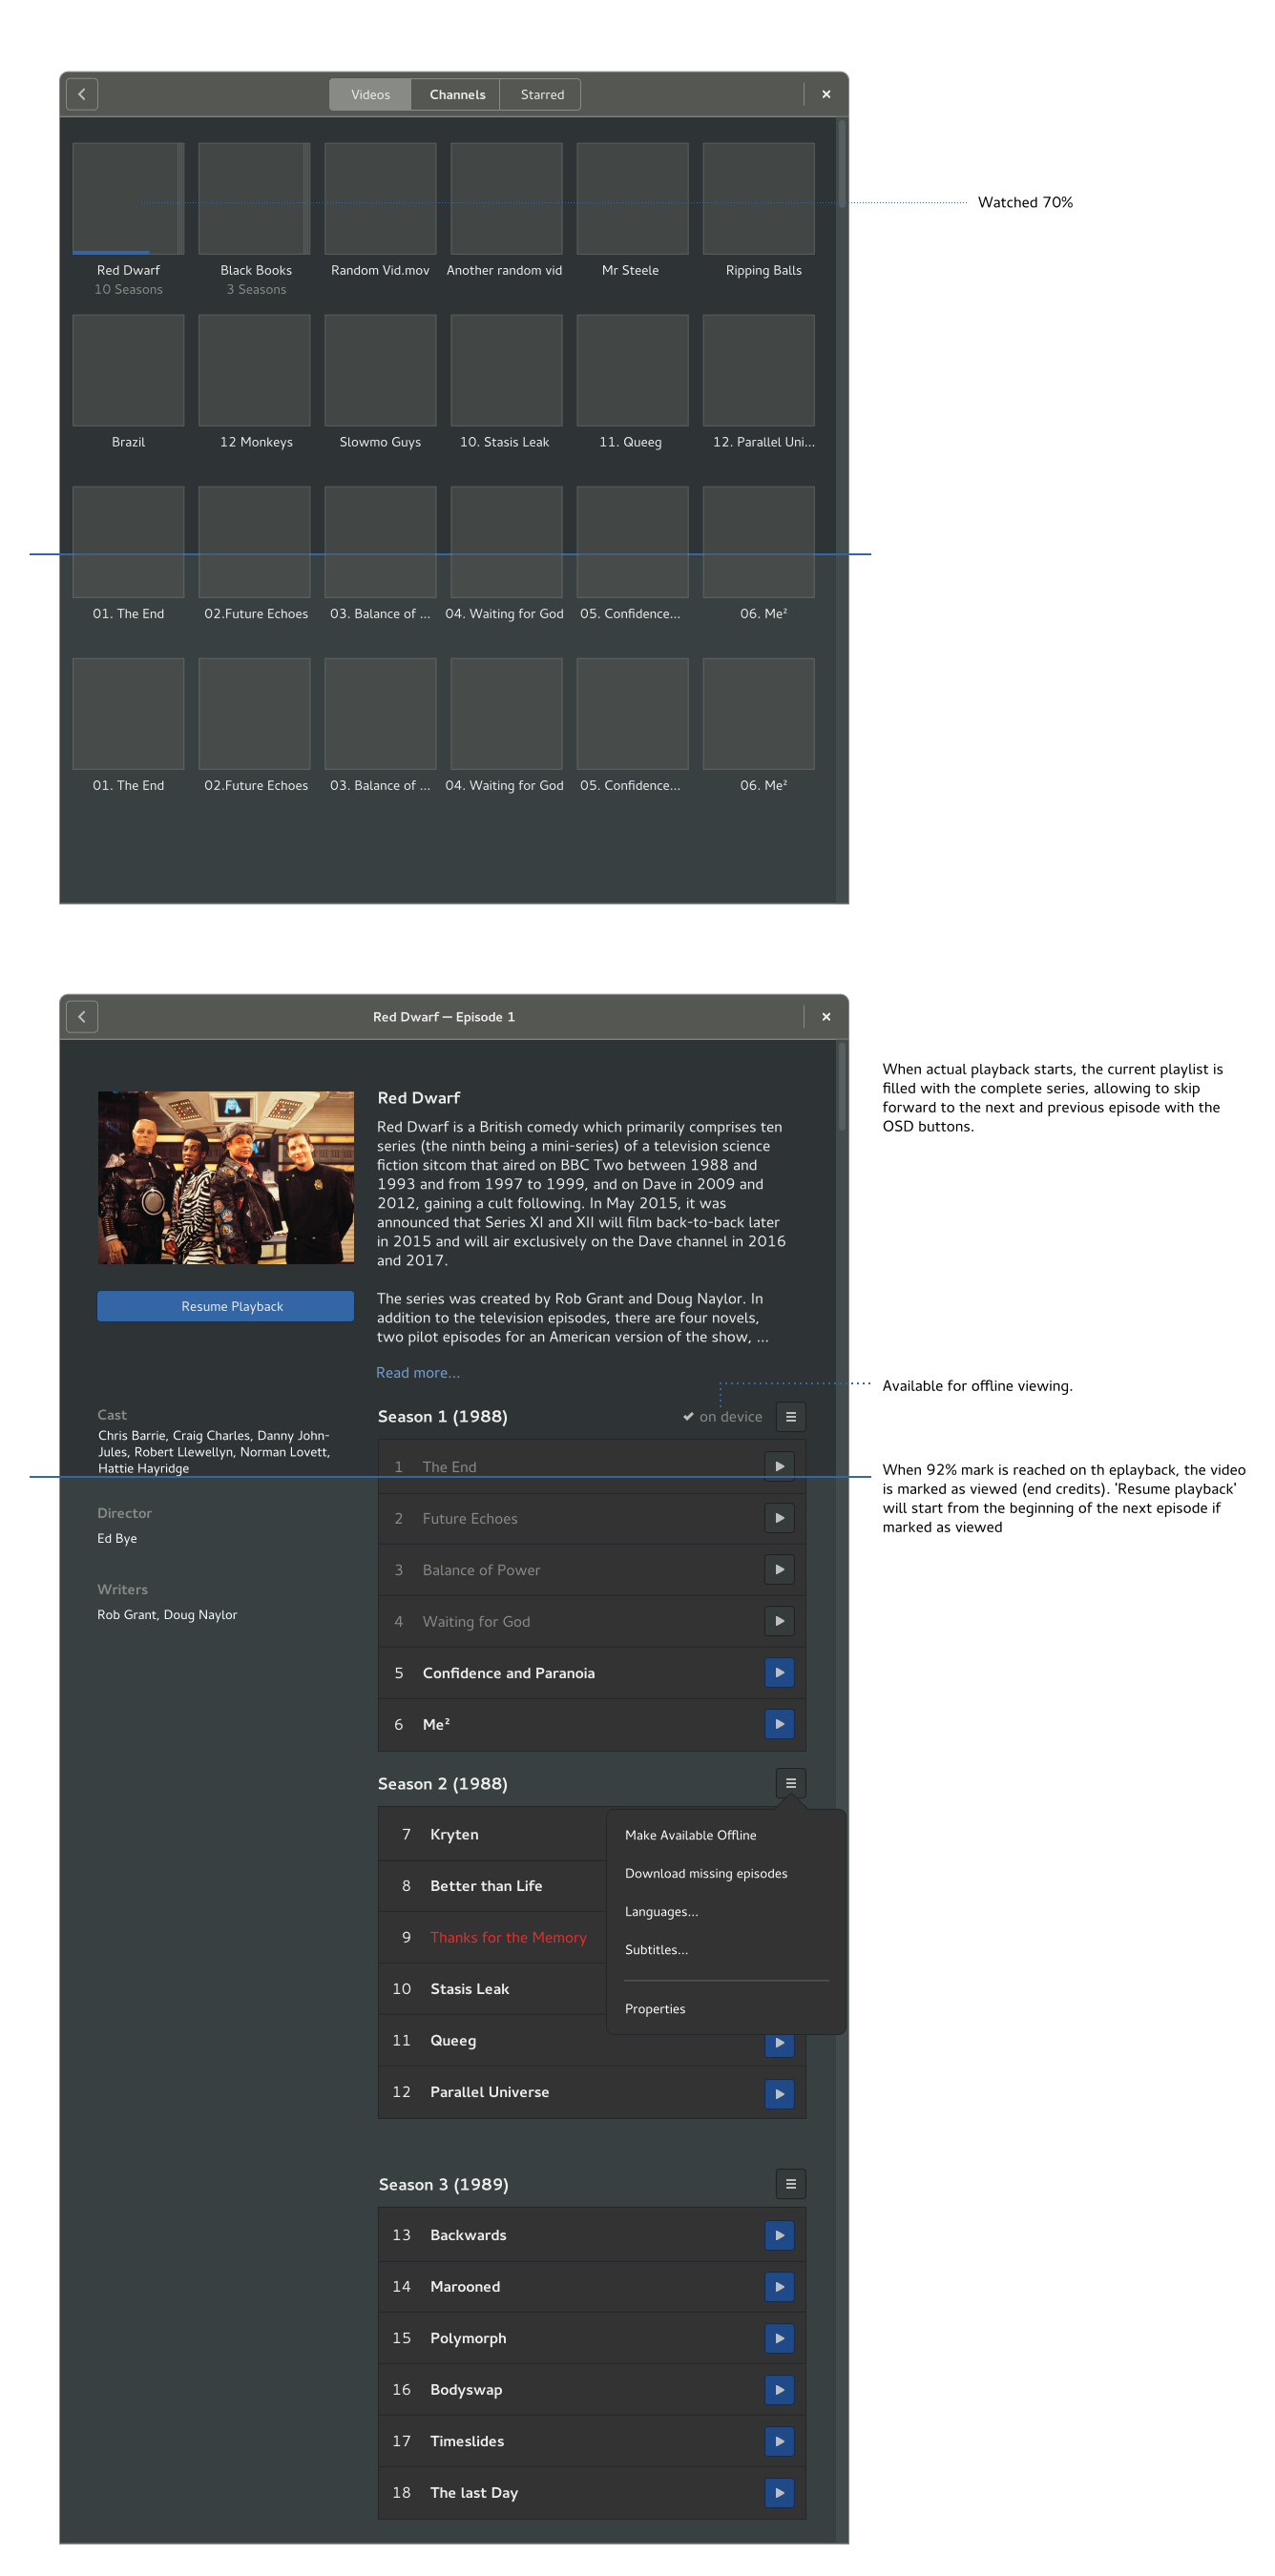 Videos
Channels
Starred
Watched 70%
Red Dwarf
10 Seasons
Black Books
3 Seasons
Random Vid.mov
Another random vid
Mr Steele
Ripping Balls
Brazil
12 Monkeys
Slowmo Guys
10. Stasis Leak
11. Queeg
12. Parallel Uni...
01. The End
02.Future Echoes
03. Balance of ...
04. Waiting for God
05. Confidence...
06. Me²
01. The End
02.Future Echoes
03. Balance of ...
04. Waiting for God
05. Confidence...
06. Me²
Red Dwarf — Episode 1
When actual playback starts, the current playlist is
filled with the complete series, allowing to skip
forward to the next and previous episode with the
OSD buttons.
Red Dwarf
Red Dwarf is a British comedy which primarily comprises ten
series (the ninth being a mini-series) of a television science
fiction sitcom that aired on BBC Two between 1988 and
1993 and from 1997 to 1999, and on Dave in 2009 and
2012, gaining a cult following. In May 2015, it was
announced that Series XI and XII will film back-to-back later
in 2015 and will air exclusively on the Dave channel in 2016
and 2017.
The series was created by Rob Grant and Doug Naylor. In
addition to the television episodes, there are four novels,
two pilot episodes for an American version of the show, ...
Read more...
Resume Playback
Cast
Chris Barrie, Craig Charles, Danny John-
Jules, Robert Llewellyn, Norman Lovett,
Hattie Hayridge
Director
Ed Bye
Writers
Rob Grant, Doug Naylor
Available for offline viewing.
Season 1 (1988)
✔ on device
When 92% mark is reached on th eplayback, the video
is marked as viewed (end credits). 'Resume playback'
will start from the beginning of the next episode if
marked as viewed
1 The End
2 Future Echoes
3 Balance of Power
4 Waiting for God
5 Confidence and Paranoia
6 Me²
Season 2 (1988)
7 Kryten
8 Better than Life
9 Thanks for the Memory
10 Stasis Leak
11 Queeg
12 Parallel Universe
Make Available Offline
Download missing episodes
Languages...
Subtitles...
Properties
Season 3 (1989)
13 Backwards
14 Marooned
15 Polymorph
16 Bodyswap
17 Timeslides
18 The last Day